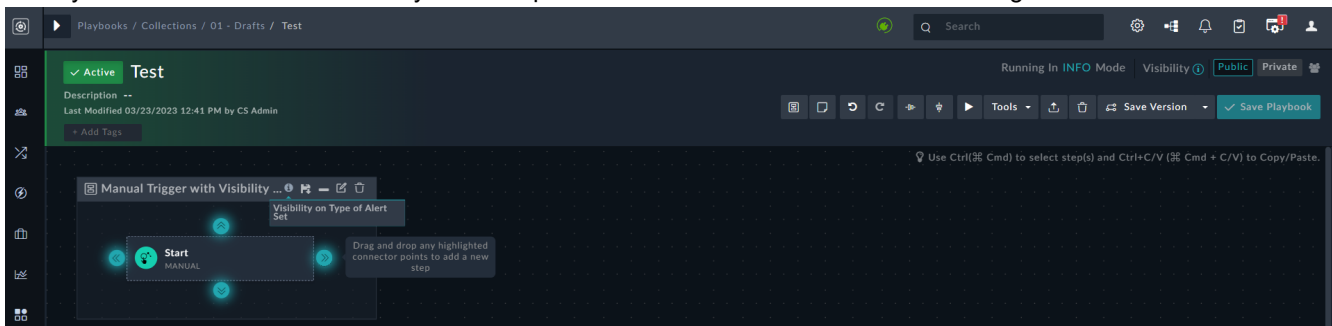 Playbooks / Collections / 01 - Drafts / Test
Search
Active Test
Running In INFO Mode Visibility Public Private
Description --
Last Modified 03/23/2023 12:41 PM by CS Admin
Tools Save Version Save Playbook
+ Add Tags
Use Ctrl(⌘ Cmd) to select step(s) and Ctrl+C/V (⌘ Cmd + C/V) to Copy/Paste.
Manual Trigger with Visibility ...
Visibility on Type of Alert
Set
Start
MANUAL
Drag and drop any highlighted
connector points to add a new
step